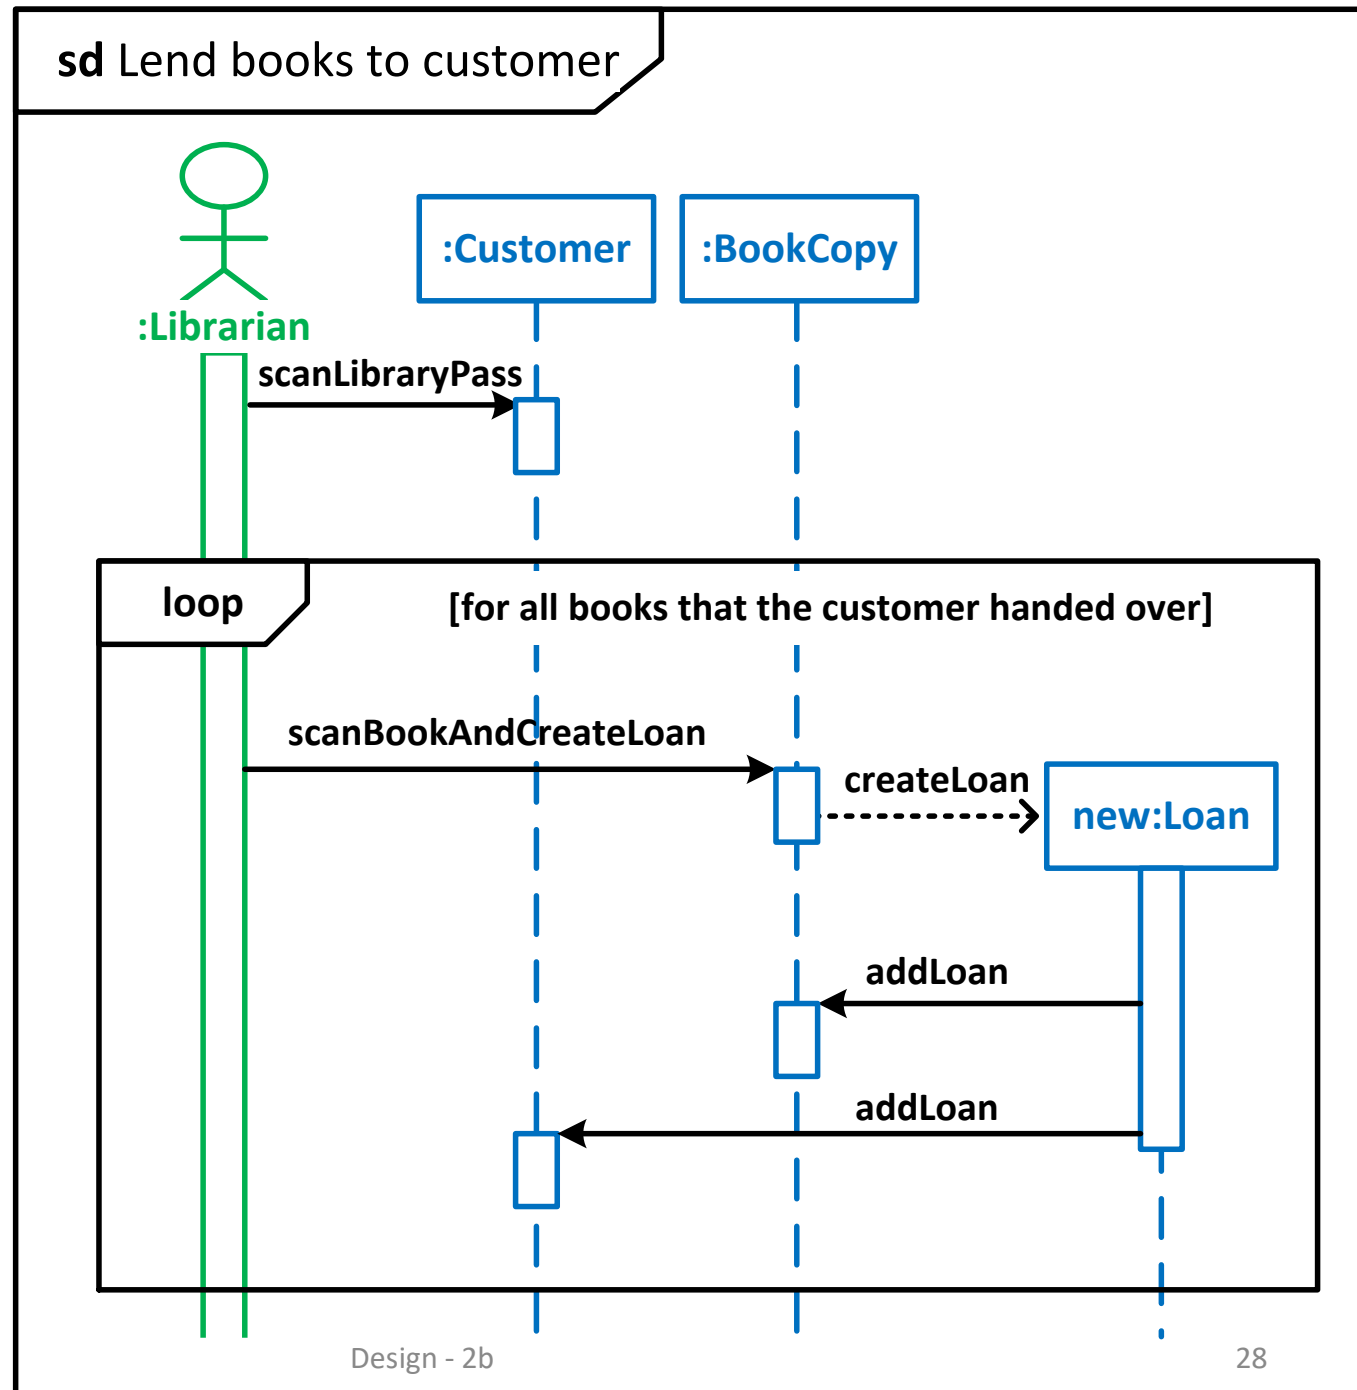 sd Lend books to customer
:Customer
:BookCopy
:Librarian
scanLibraryPass
loop
[for all books that the customer handed over]
scanBookAndCreateLoan
createLoan
new:Loan
addLoan
addLoan
Design - 2b
28